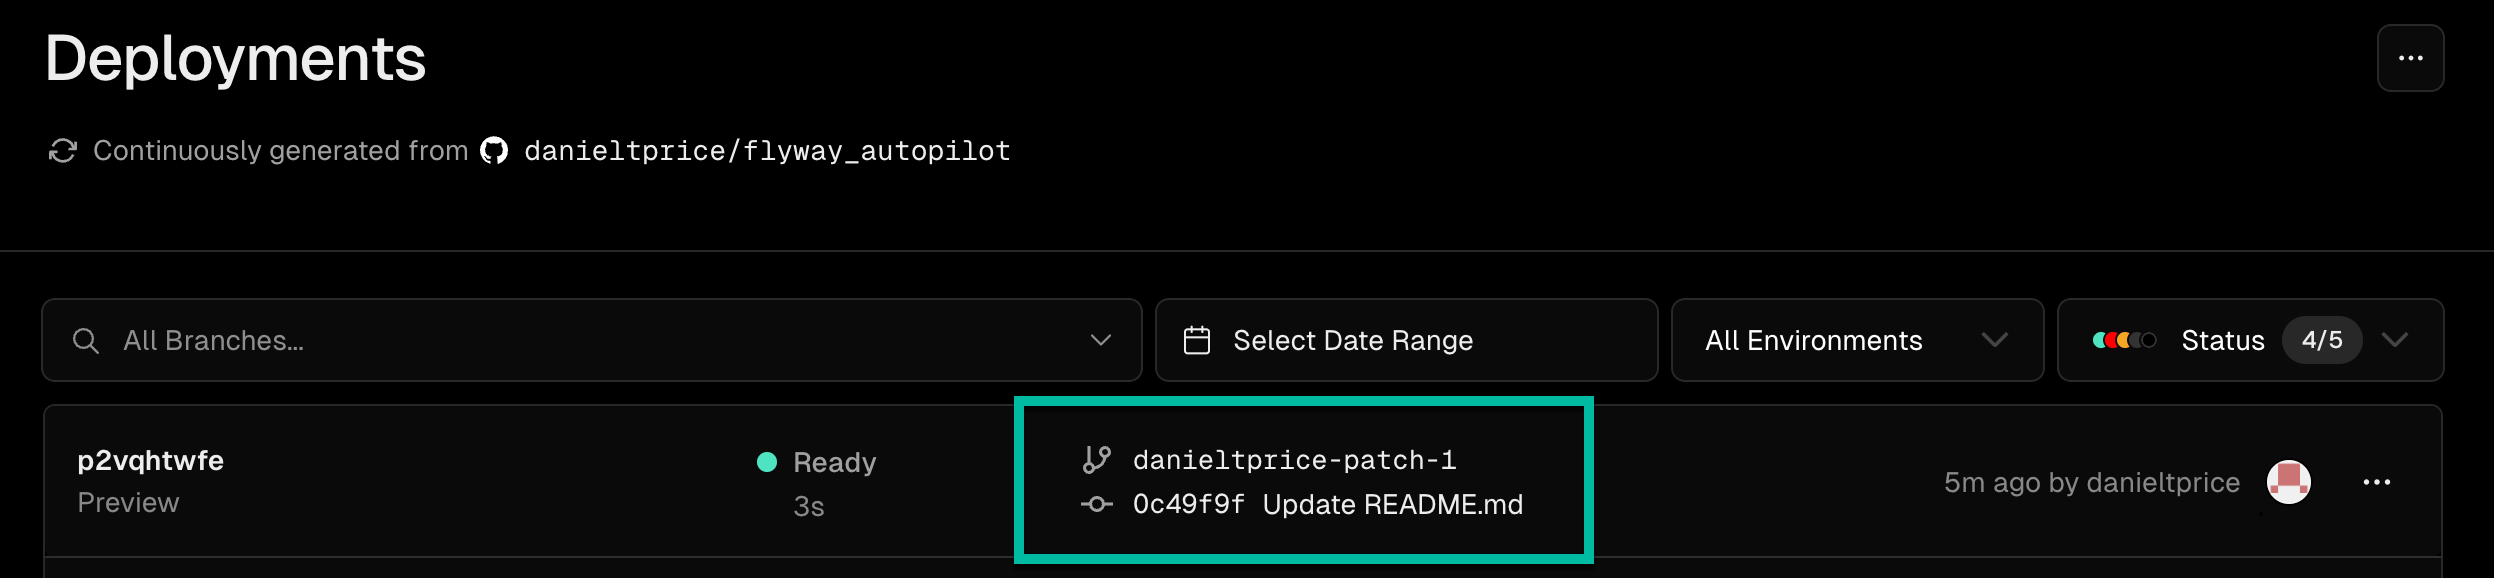 Deployments
Continuously generated from danieltprice/flyway_autopilot
All Branches...
Select Date Range
All Environments
Status 4/5
p2vqhtwfe
Preview
Ready
3s
danieltprice-patch-1
0c49f9f Update README.md
5m ago by danieltprice